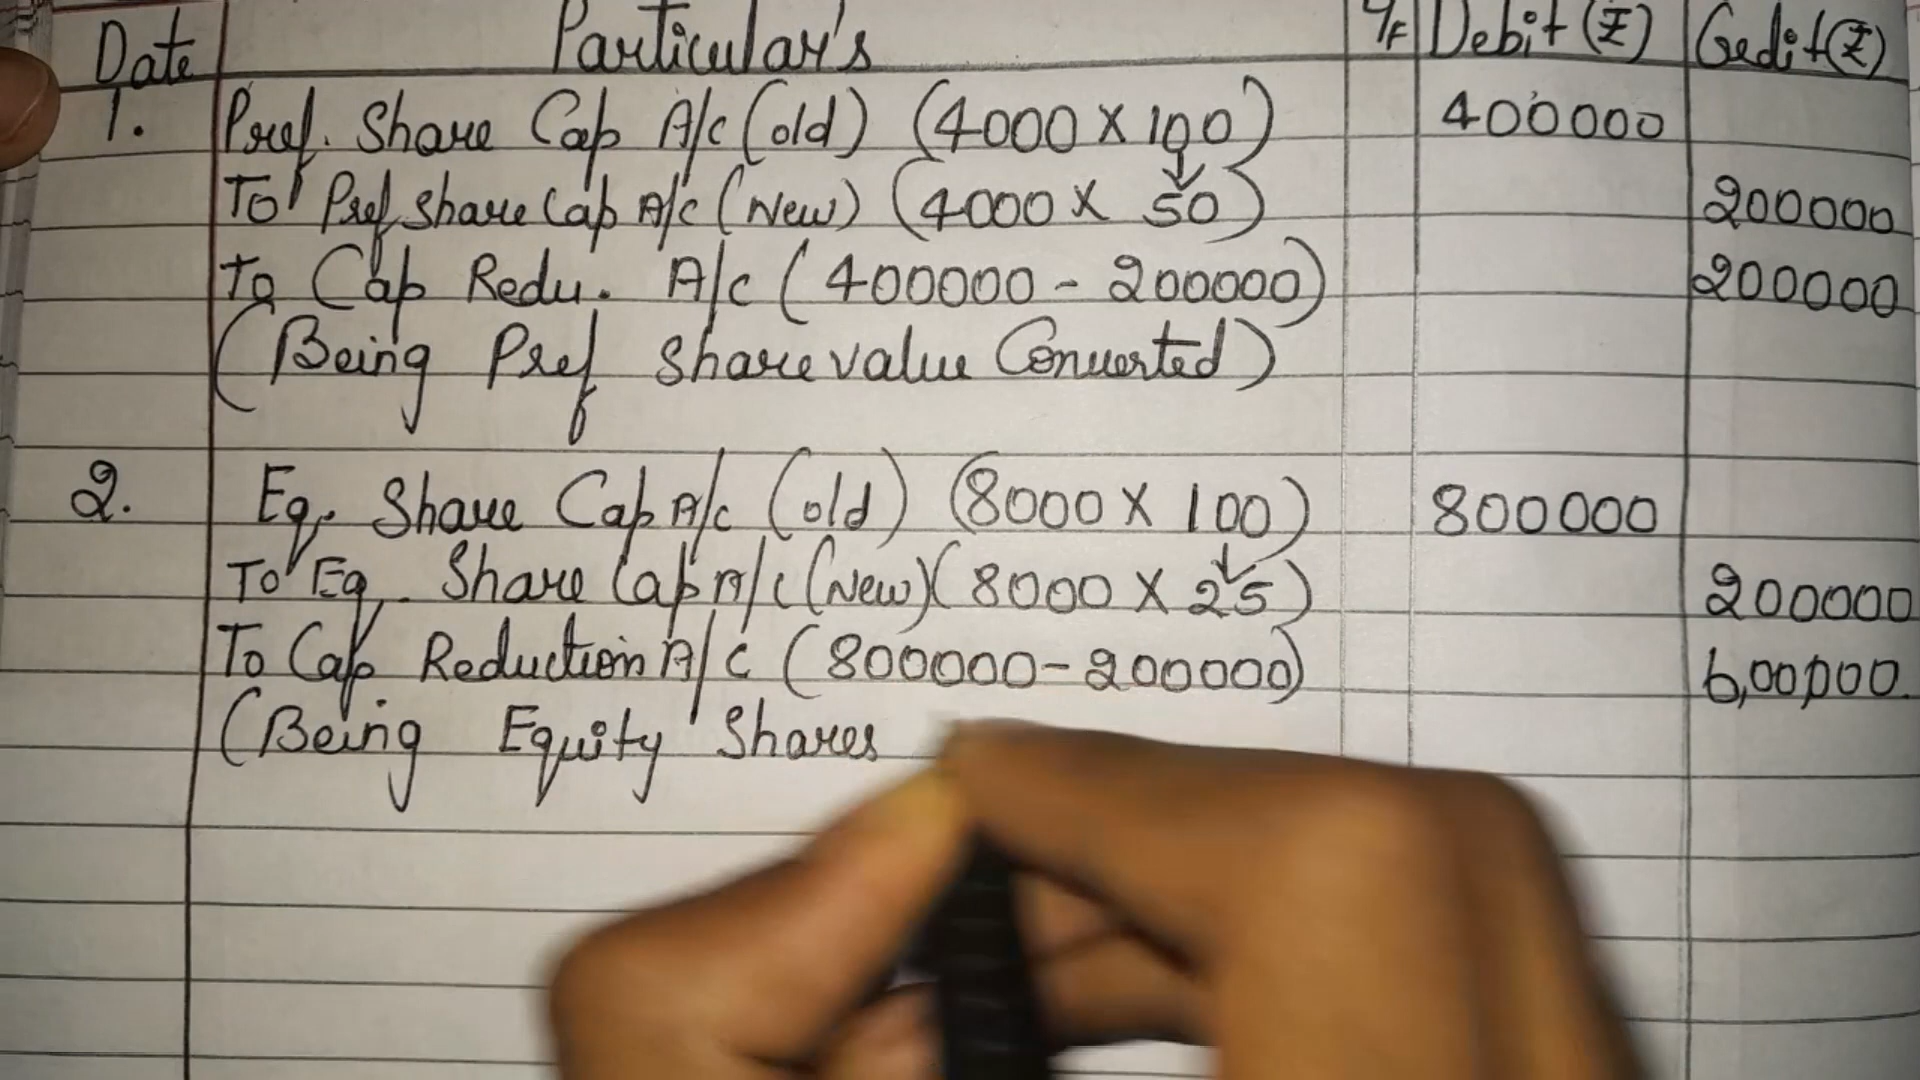 Date Particular's L/F Debit (₹) Credit (₹)
1. Pref. Share Cap A/c (old) (4000 X 100) 400000
To Pref Share Cap A/c (New) (4000 X 50) 200000
To Cap Redu. A/c (400000 - 200000) 200000
(Being Pref Share value Converted)
2. Eq. Share Cap A/c (old) (8000 X 100) 800000
To Eq. Share Cap A/c (New) (8000 X 25) 200000
To Cap Reduction A/c (800000-200000) 6,00,000
(Being Equity Shares